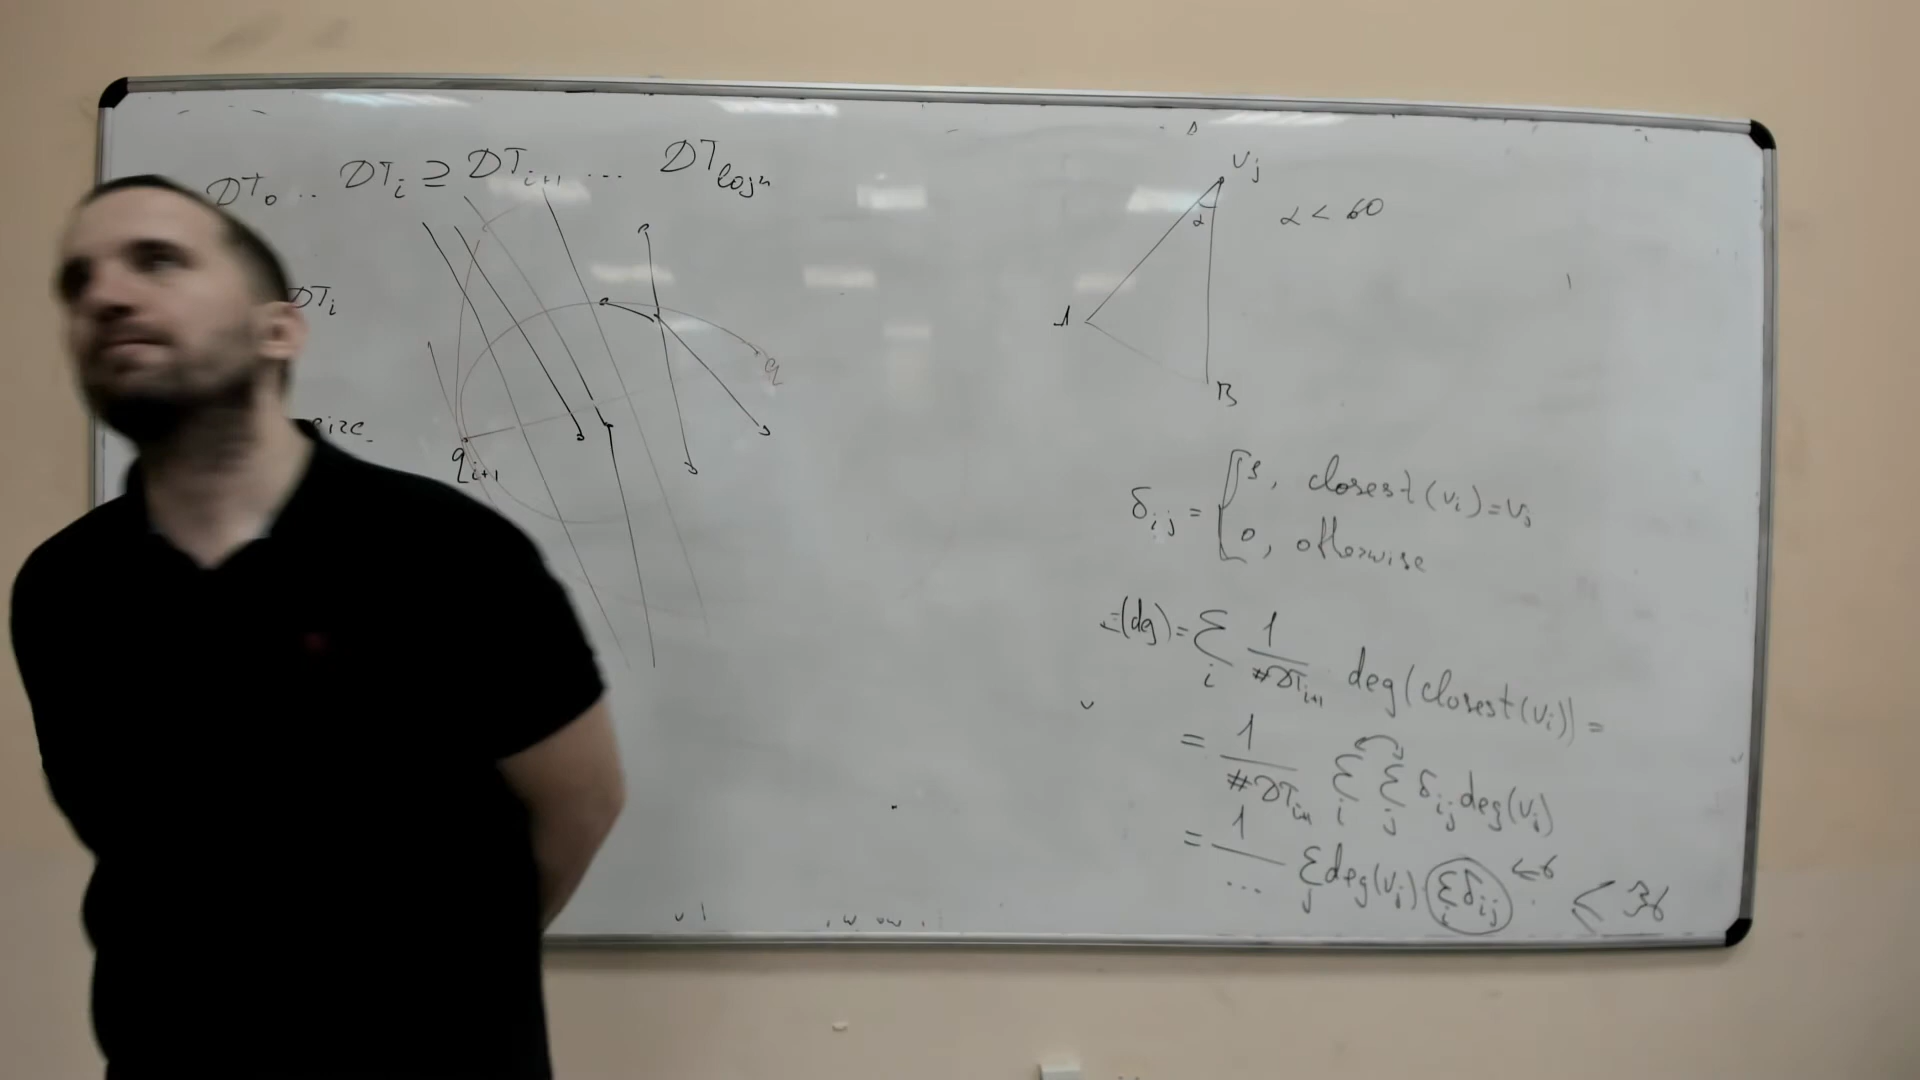 DT₀ .. DTᵢ ⊇ DTᵢ₊₁ ... DT_log n
DTᵢ
size
q
qᵢ₊₁
vⱼ
α
α < 60
A
B
δᵢⱼ = { 1, closest(vᵢ)=vⱼ
0, otherwise
E(deg) = Σᵢ 1/#DTᵢ₊₁ deg(closest(vᵢ)) =
= 1/#DTᵢ₊₁ Σᵢ Σⱼ δᵢⱼ deg(vⱼ)
= 1/... Σⱼ deg(vⱼ) Σᵢ δᵢⱼ ≤6 ≤ 36